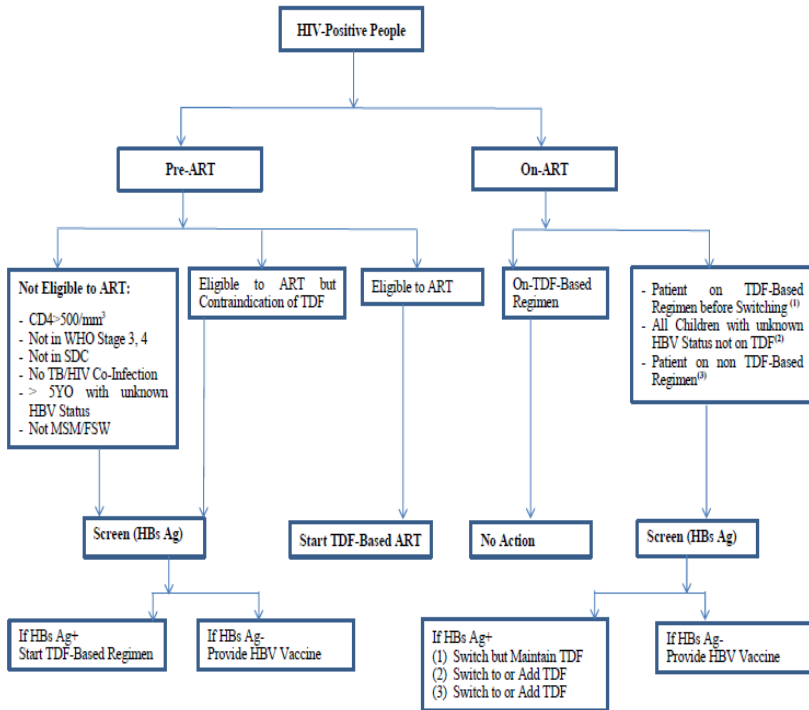 HIV-Positive People
Pre-ART
On-ART
Not Eligible to ART:
- CD4>500/mm³
- Not in WHO Stage 3, 4
- Not in SDC
- No TB/HIV Co-Infection
- > 5YO with unknown
HBV Status
- Not MSM/FSW
Eligible to ART but
Contraindication of TDF
Eligible to ART
On-TDF-Based
Regimen
- Patient on TDF-Based
Regimen before Switching (1)
- All Children with unknown
HBV Status not on TDF(2)
- Patient on non TDF-Based
Regimen(3)
Screen (HBs Ag)
Start TDF-Based ART
No Action
Screen (HBs Ag)
If HBs Ag+
Start TDF-Based Regimen
If HBs Ag-
Provide HBV Vaccine
If HBs Ag+
(1) Switch but Maintain TDF
(2) Switch to or Add TDF
(3) Switch to or Add TDF
If HBs Ag-
Provide HBV Vaccine